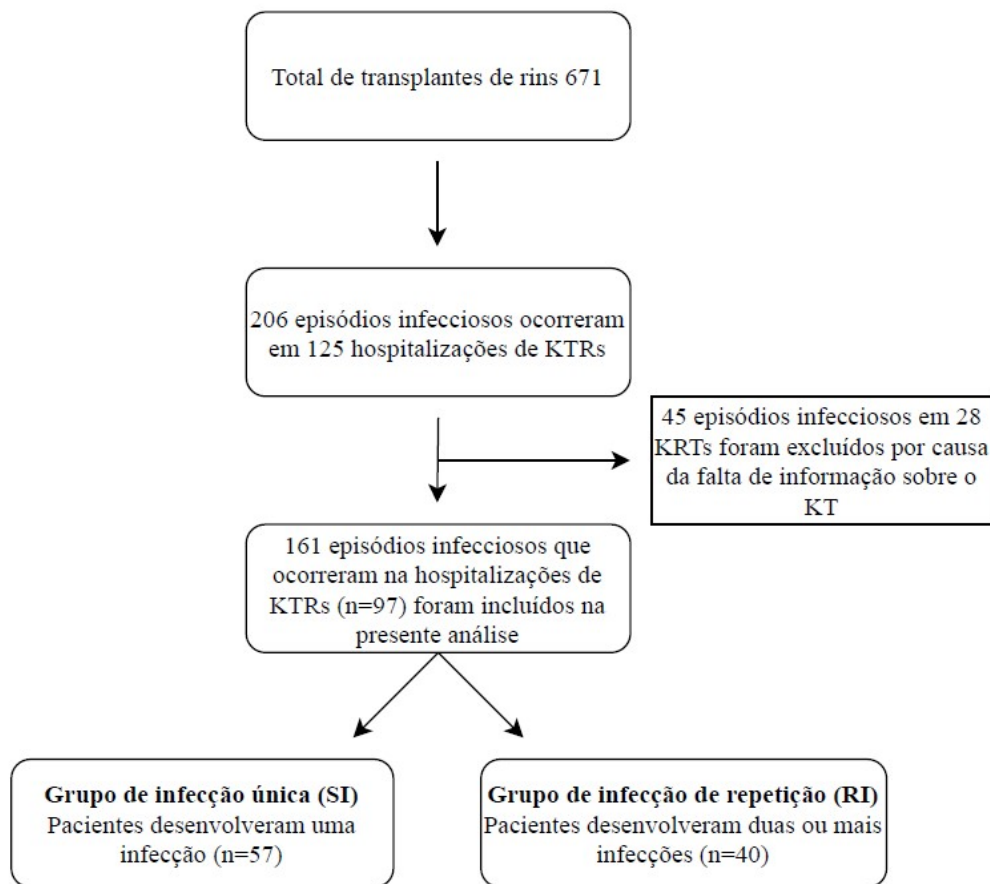 Total de transplantes de rins 671
206 episódios infecciosos ocorreram
em 125 hospitalizações de KTRs
45 episódios infecciosos em 28
KRTs foram excluídos por causa
da falta de informação sobre o
KT
161 episódios infecciosos que
ocorreram na hospitalizações de
KTRs (n=97) foram incluídos na
presente análise
Grupo de infecção única (SI)
Pacientes desenvolveram uma
infecção (n=57)
Grupo de infecção de repetição (RI)
Pacientes desenvolveram duas ou mais
infecções (n=40)